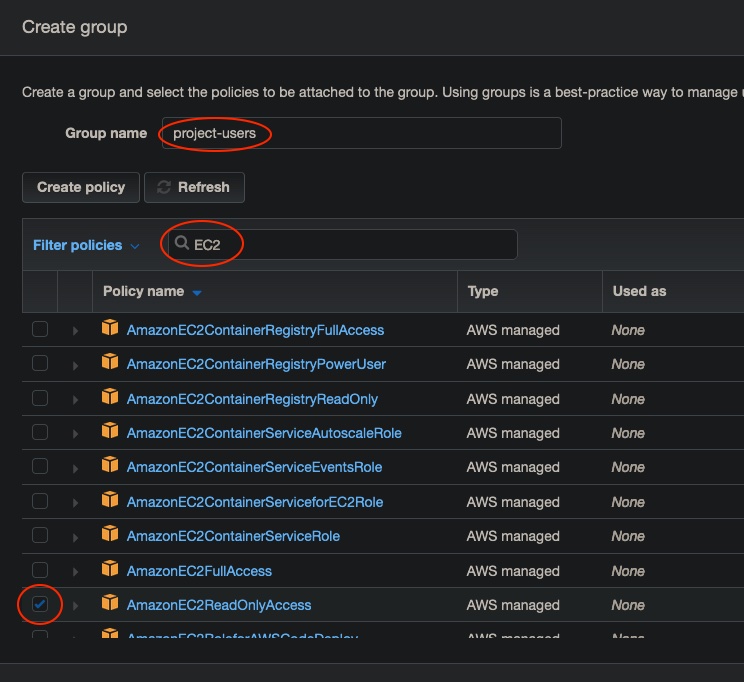 Create group
Create a group and select the policies to be attached to the group. Using groups is a best-practice way to manage
Group name project-users
Create policy Refresh
Filter policies EC2
Policy name Type Used as
AmazonEC2ContainerRegistryFullAccess AWS managed None
AmazonEC2ContainerRegistryPowerUser AWS managed None
AmazonEC2ContainerRegistryReadOnly AWS managed None
AmazonEC2ContainerServiceAutoscaleRole AWS managed None
AmazonEC2ContainerServiceEventsRole AWS managed None
AmazonEC2ContainerServiceforEC2Role AWS managed None
AmazonEC2ContainerServiceRole AWS managed None
AmazonEC2FullAccess AWS managed None
AmazonEC2ReadOnlyAccess AWS managed None
AmazonEC2RoleforAWSCodeDeploy AWS managed None